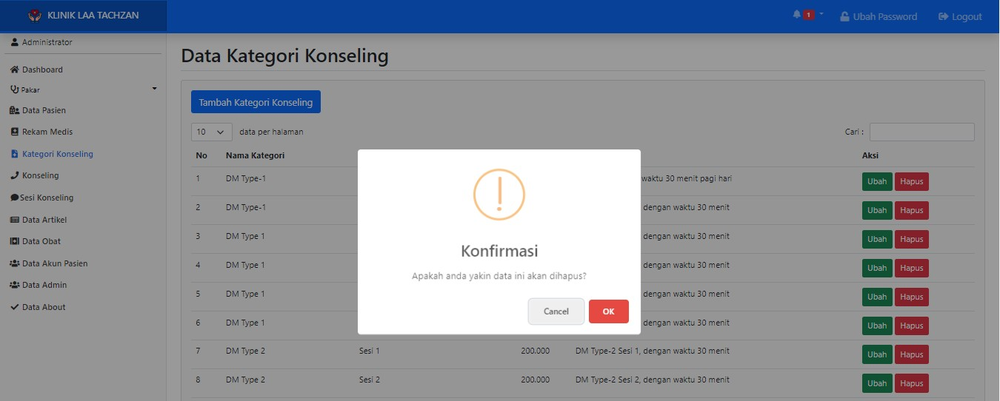 KLINIK LAA TACHZAN
1
Ubah Password
Logout
Administrator
Dashboard
Pakar
Data Pasien
Rekam Medis
Kategori Konseling
Konseling
Sesi Konseling
Data Artikel
Data Obat
Data Akun Pasien
Data Admin
Data About
Data Kategori Konseling
Tambah Kategori Konseling
10 data per halaman
Cari :
No Nama Kategori Aksi
1 DM Type-1 waktu 30 menit pagi hari Ubah Hapus
2 DM Type-1 dengan waktu 30 menit Ubah Hapus
3 DM Type 1 dengan waktu 30 menit Ubah Hapus
4 DM Type 1 dengan waktu 30 menit Ubah Hapus
5 DM Type 1 dengan waktu 30 menit Ubah Hapus
6 DM Type 1 dengan waktu 30 menit Ubah Hapus
7 DM Type 2 Sesi 1 200.000 DM Type-2 Sesi 1, dengan waktu 30 menit Ubah Hapus
8 DM Type 2 Sesi 2 200.000 DM Type-2 Sesi 2, dengan waktu 30 menit Ubah Hapus
!
Konfirmasi
Apakah anda yakin data ini akan dihapus?
Cancel
OK